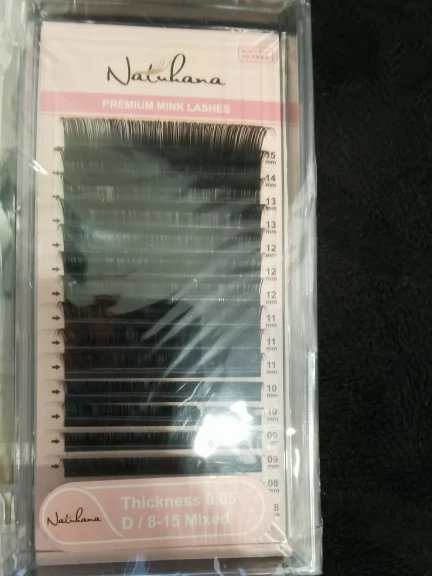 Natuhana
PREMIUM MINK LASHES
15 mm
14 mm
13 mm
13 mm
12 mm
12 mm
12 mm
11 mm
11 mm
11 mm
10 mm
10 mm
09 mm
09 mm
08 mm
8
Thickness 0.05
D / 8-15 Mixed
Natuhana